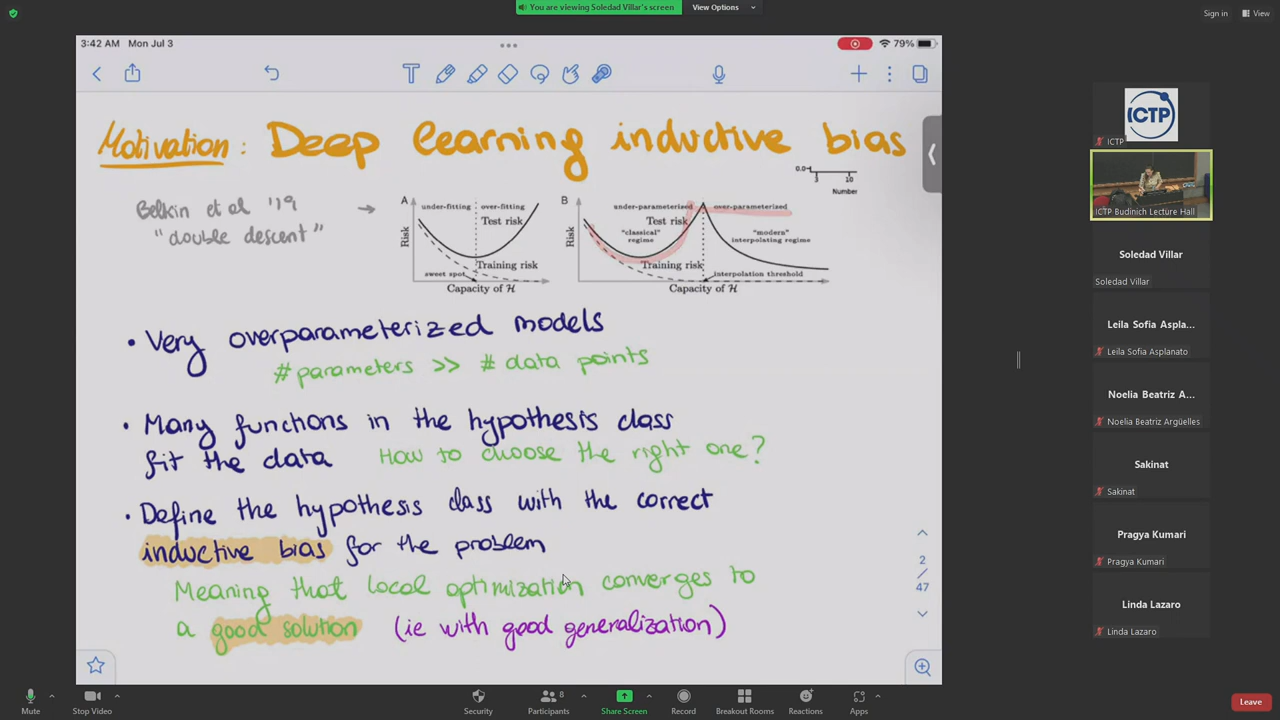 You are viewing Soledad Villar's screen
View Options
Sign in
View
3:42 AM Mon Jul 3
79%
Motivation: Deep learning inductive bias
0.0
3 10
Number
Belkin et al '19
"double descent"
A
under-fitting
over-fitting
Test risk
Risk
Training risk
sweet spot
Capacity of H
B
under-parameterized
over-parameterized
Test risk
"classical" regime
"modern" interpolating regime
Risk
Training risk
interpolation threshold
Capacity of H
• Very overparameterized models
# parameters >> # data points
• Many functions in the hypothesis class
fit the data How to choose the right one?
• Define the hypothesis class with the correct
inductive bias for the problem
Meaning that local optimization converges to
a good solution (ie with good generalization)
2
/
47
ICTP
ICTP
ICTP Budinich Lecture Hall
Soledad Villar
Soledad Villar
Leila Sofia Aspla...
Leila Sofia Asplanato
Noelia Beatriz A...
Noelia Beatriz Argüelles
Sakinat
Sakinat
Pragya Kumari
Pragya Kumari
Linda Lazaro
Linda Lazaro
Mute
Stop Video
Security
Participants
8
Share Screen
Record
Breakout Rooms
Reactions
Apps
Leave